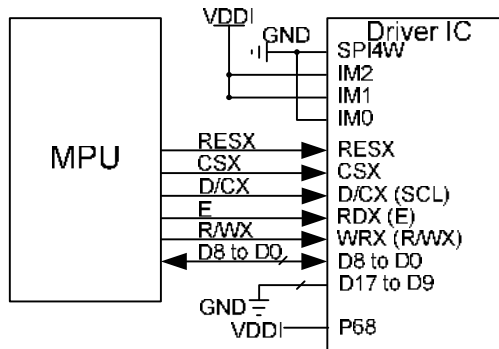 VDDI
GND
Driver IC
SPI4W
IM2
IM1
IM0
MPU
RESX
RESX
CSX
CSX
D/CX
D/CX (SCL)
E
RDX (E)
R/WX
WRX (R/WX)
D8 to D0
D8 to D0
D17 to D9
GND
VDDI
P68